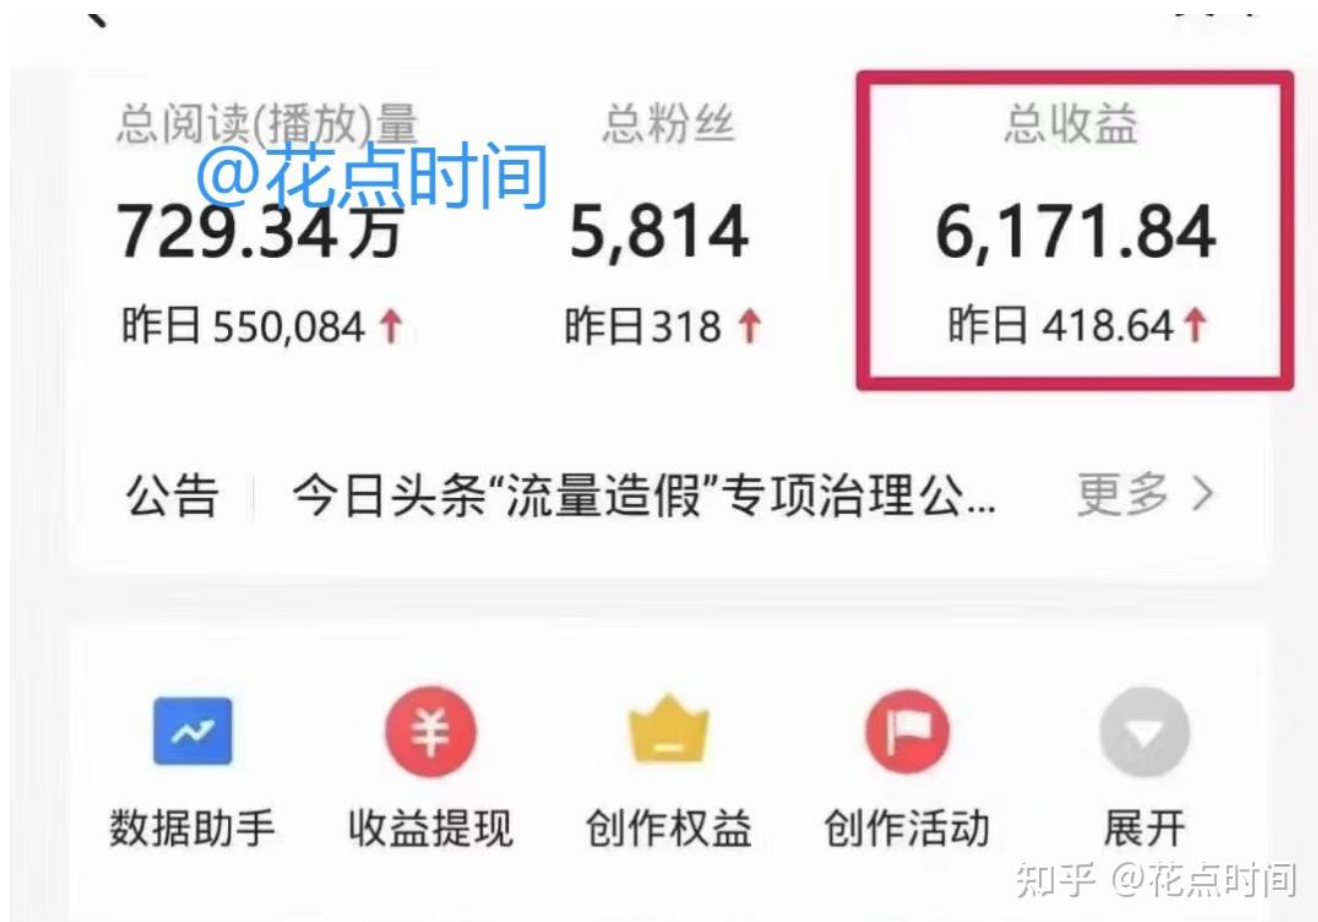 总阅读(播放)量 总粉丝 总收益
@花点时间
729.34万 5,814 6,171.84
昨日 550,084 昨日 318 昨日 418.64
公告 今日头条“流量造假”专项治理公... 更多
数据助手 收益提现 创作权益 创作活动 展开
知乎 @花点时间